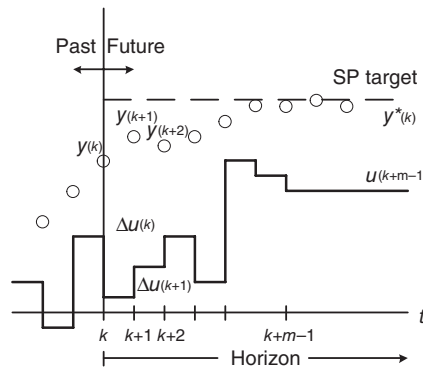 Past Future
SP target
y(k+1)
y*(k)
y(k)
y(k+2)
u(k+m−1
Δu(k)
Δu(k+1)
t
k k+1 k+2 k+m−1
Horizon